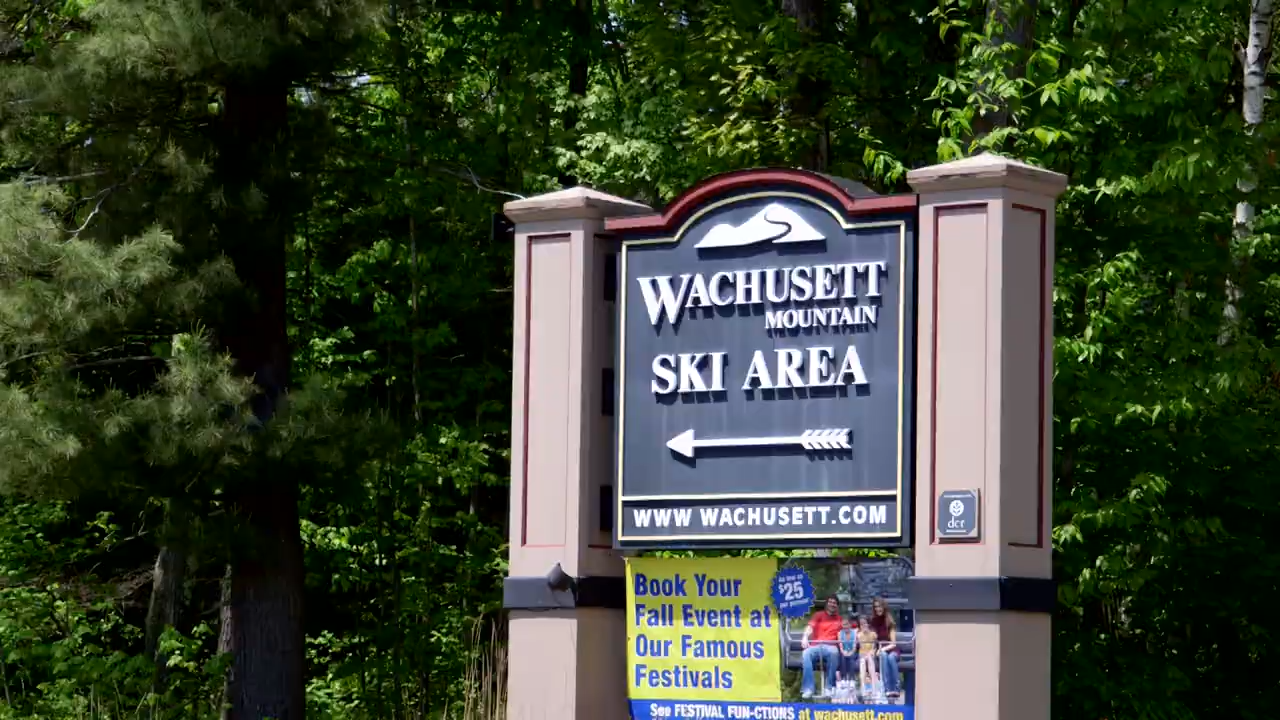 WACHUSETT
MOUNTAIN
SKI AREA
WWW WACHUSETT.COM
dcr
Book Your
Fall Event at
Our Famous
Festivals
$25
See FESTIVAL FUN-CTIONS at wachusett.com